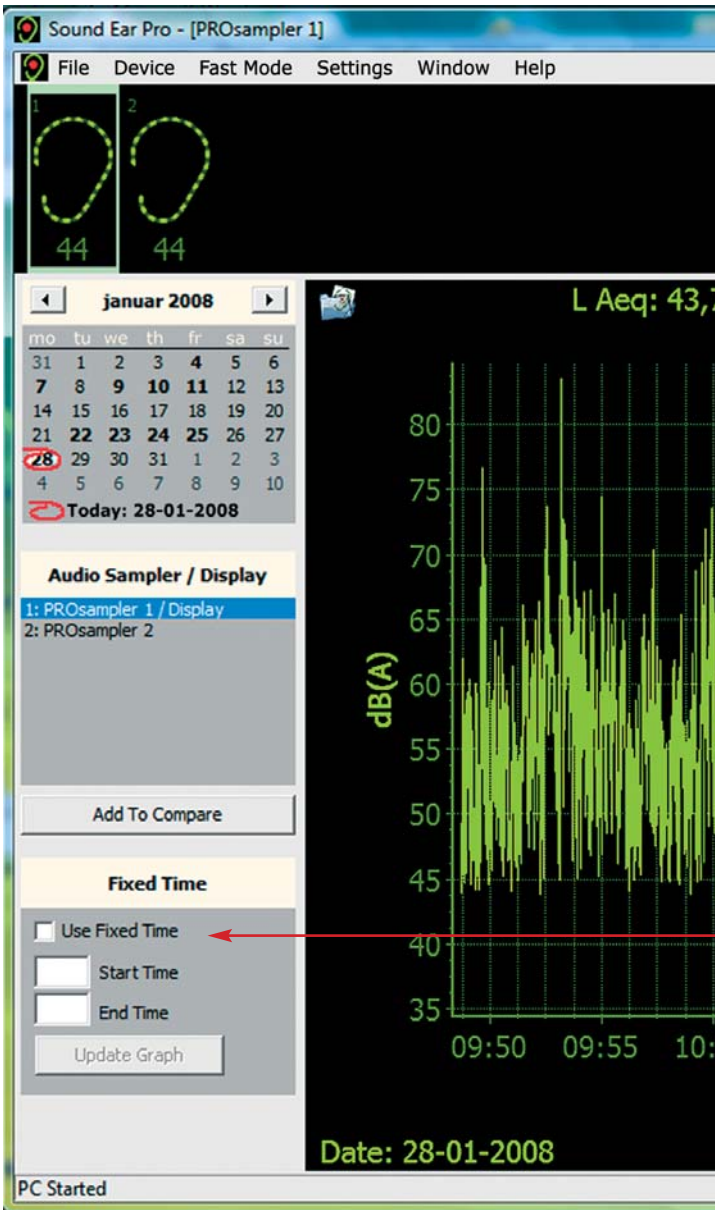 Sound Ear Pro - [PROsampler 1]
File Device Fast Mode Settings Window Help
1 2
44 44
januar 2008
mo tu we th fr sa su
31 1 2 3 4 5 6
7 8 9 10 11 12 13
14 15 16 17 18 19 20
21 22 23 24 25 26 27
28 29 30 31 1 2 3
4 5 6 7 8 9 10
Today: 28-01-2008
Audio Sampler / Display
1: PROsampler 1 / Display
2: PROsampler 2
Add To Compare
Fixed Time
Use Fixed Time
Start Time
End Time
Update Graph
L Aeq: 43,7
80
75
70
65
60
55
50
45
40
35
dB(A)
09:50 09:55 10:
Date: 28-01-2008
PC Started